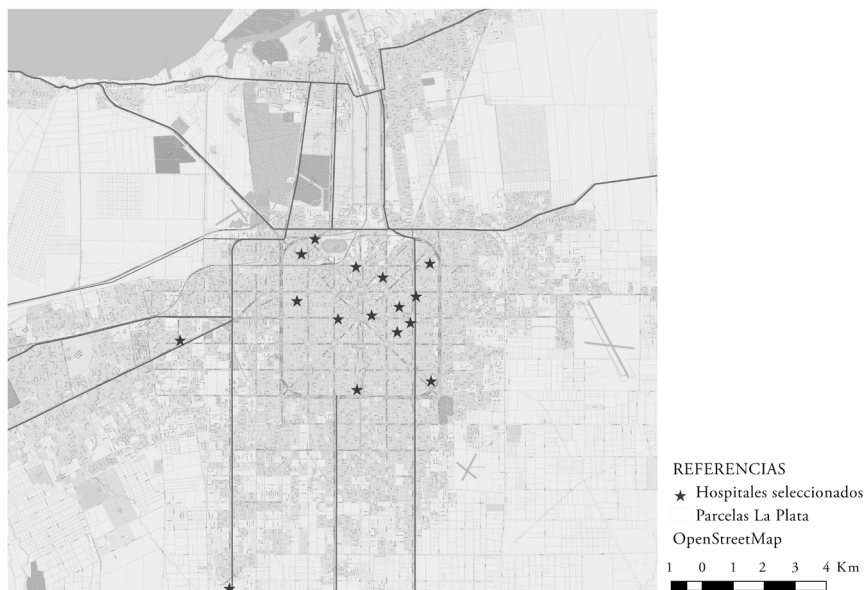 REFERENCIAS
Hospitales seleccionados
Parcelas La Plata
OpenStreetMap
1 0 1 2 3 4 Km